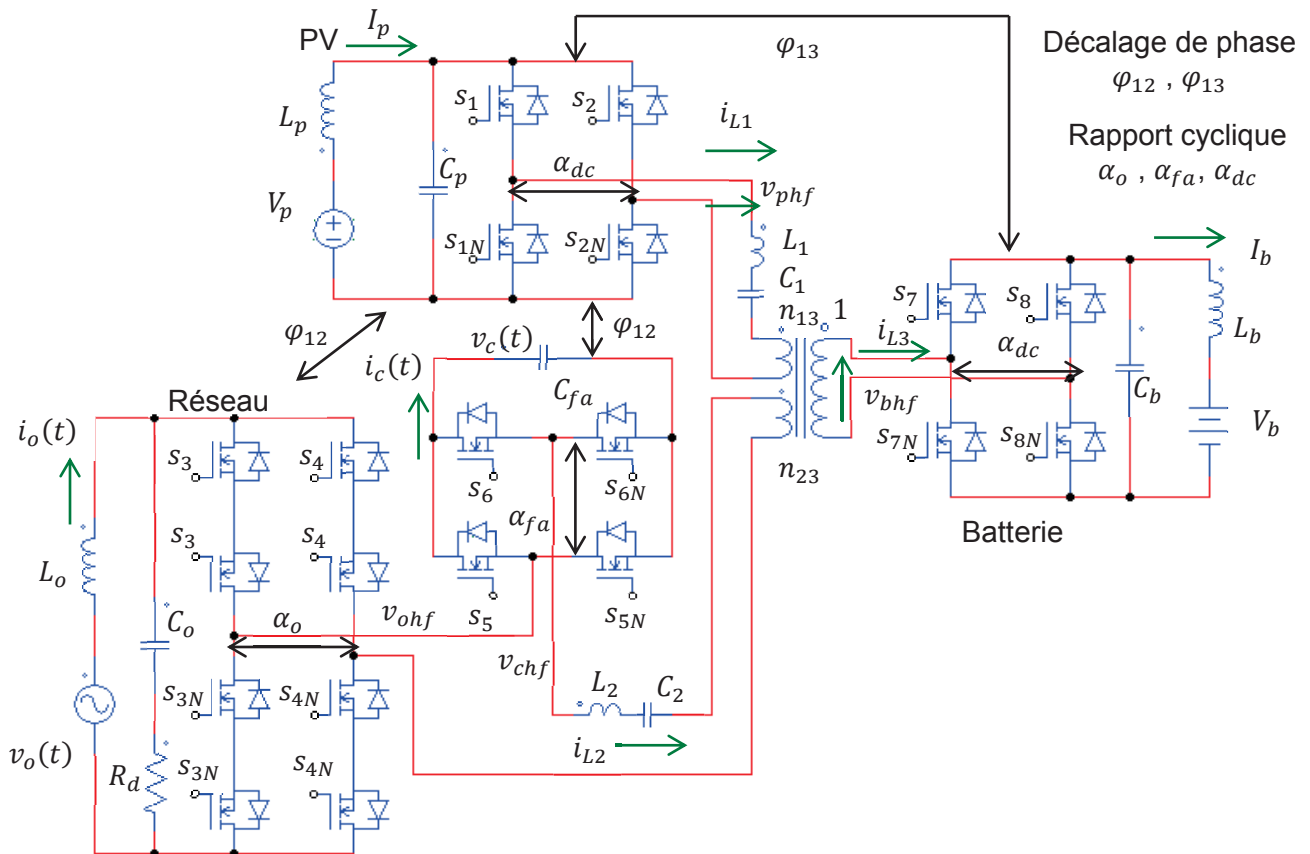 I_p
PV
φ_13
Décalage de phase
φ_12 , φ_13
Rapport cyclique
α_o , α_fa, α_dc
L_p
V_p
C_p
s_1
s_2
α_dc
s_1N
s_2N
i_L1
v_phf
L_1
C_1
n_13
1
n_23
i_L3
v_bhf
s_7
s_8
α_dc
s_7N
s_8N
C_b
I_b
L_b
V_b
Batterie
φ_12
φ_12
v_c(t)
i_c(t)
C_fa
s_6
s_6N
α_fa
s_5
s_5N
Réseau
i_o(t)
s_3
s_4
s_3
s_4
L_o
C_o
α_o
v_ohf
v_chf
L_2
C_2
i_L2
s_3N
s_4N
s_3N
s_4N
v_o(t)
R_d